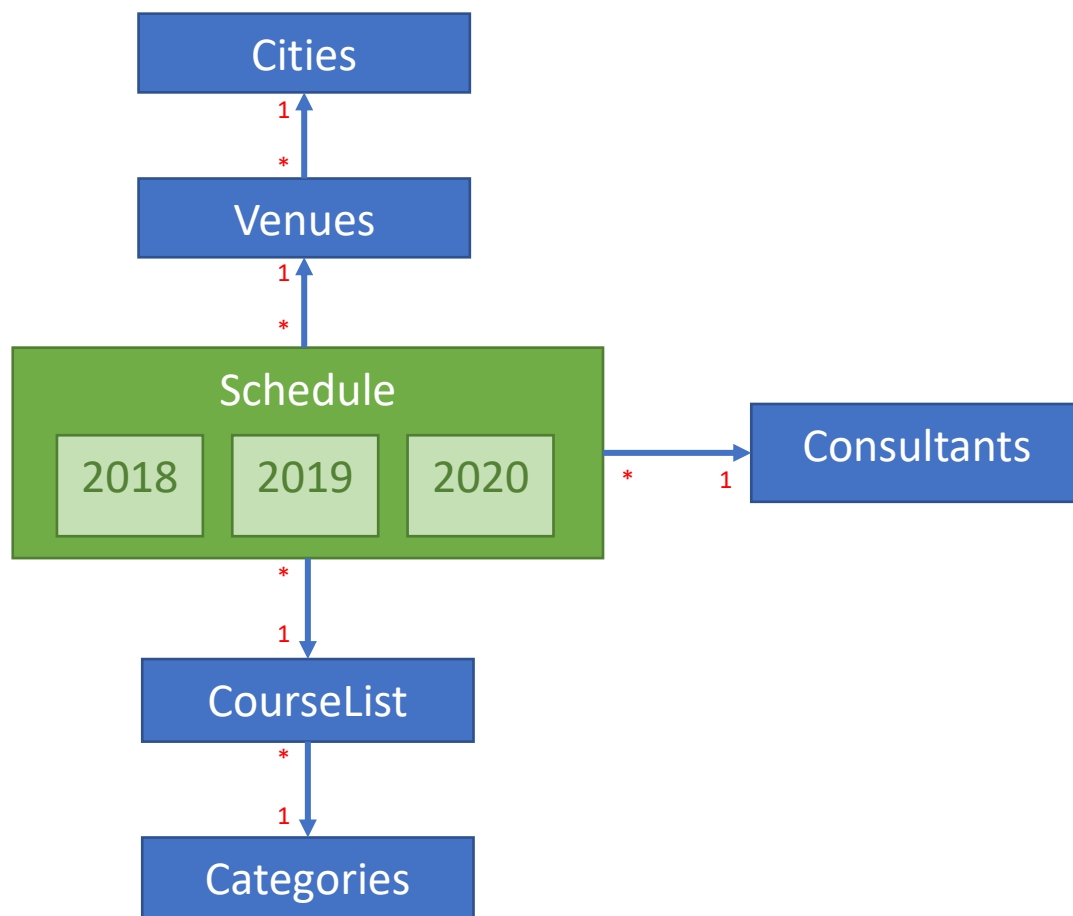 Cities
1
*
Venues
1
*
Schedule
2018 2019 2020
Consultants
* 1
*
1
CourseList
*
1
Categories